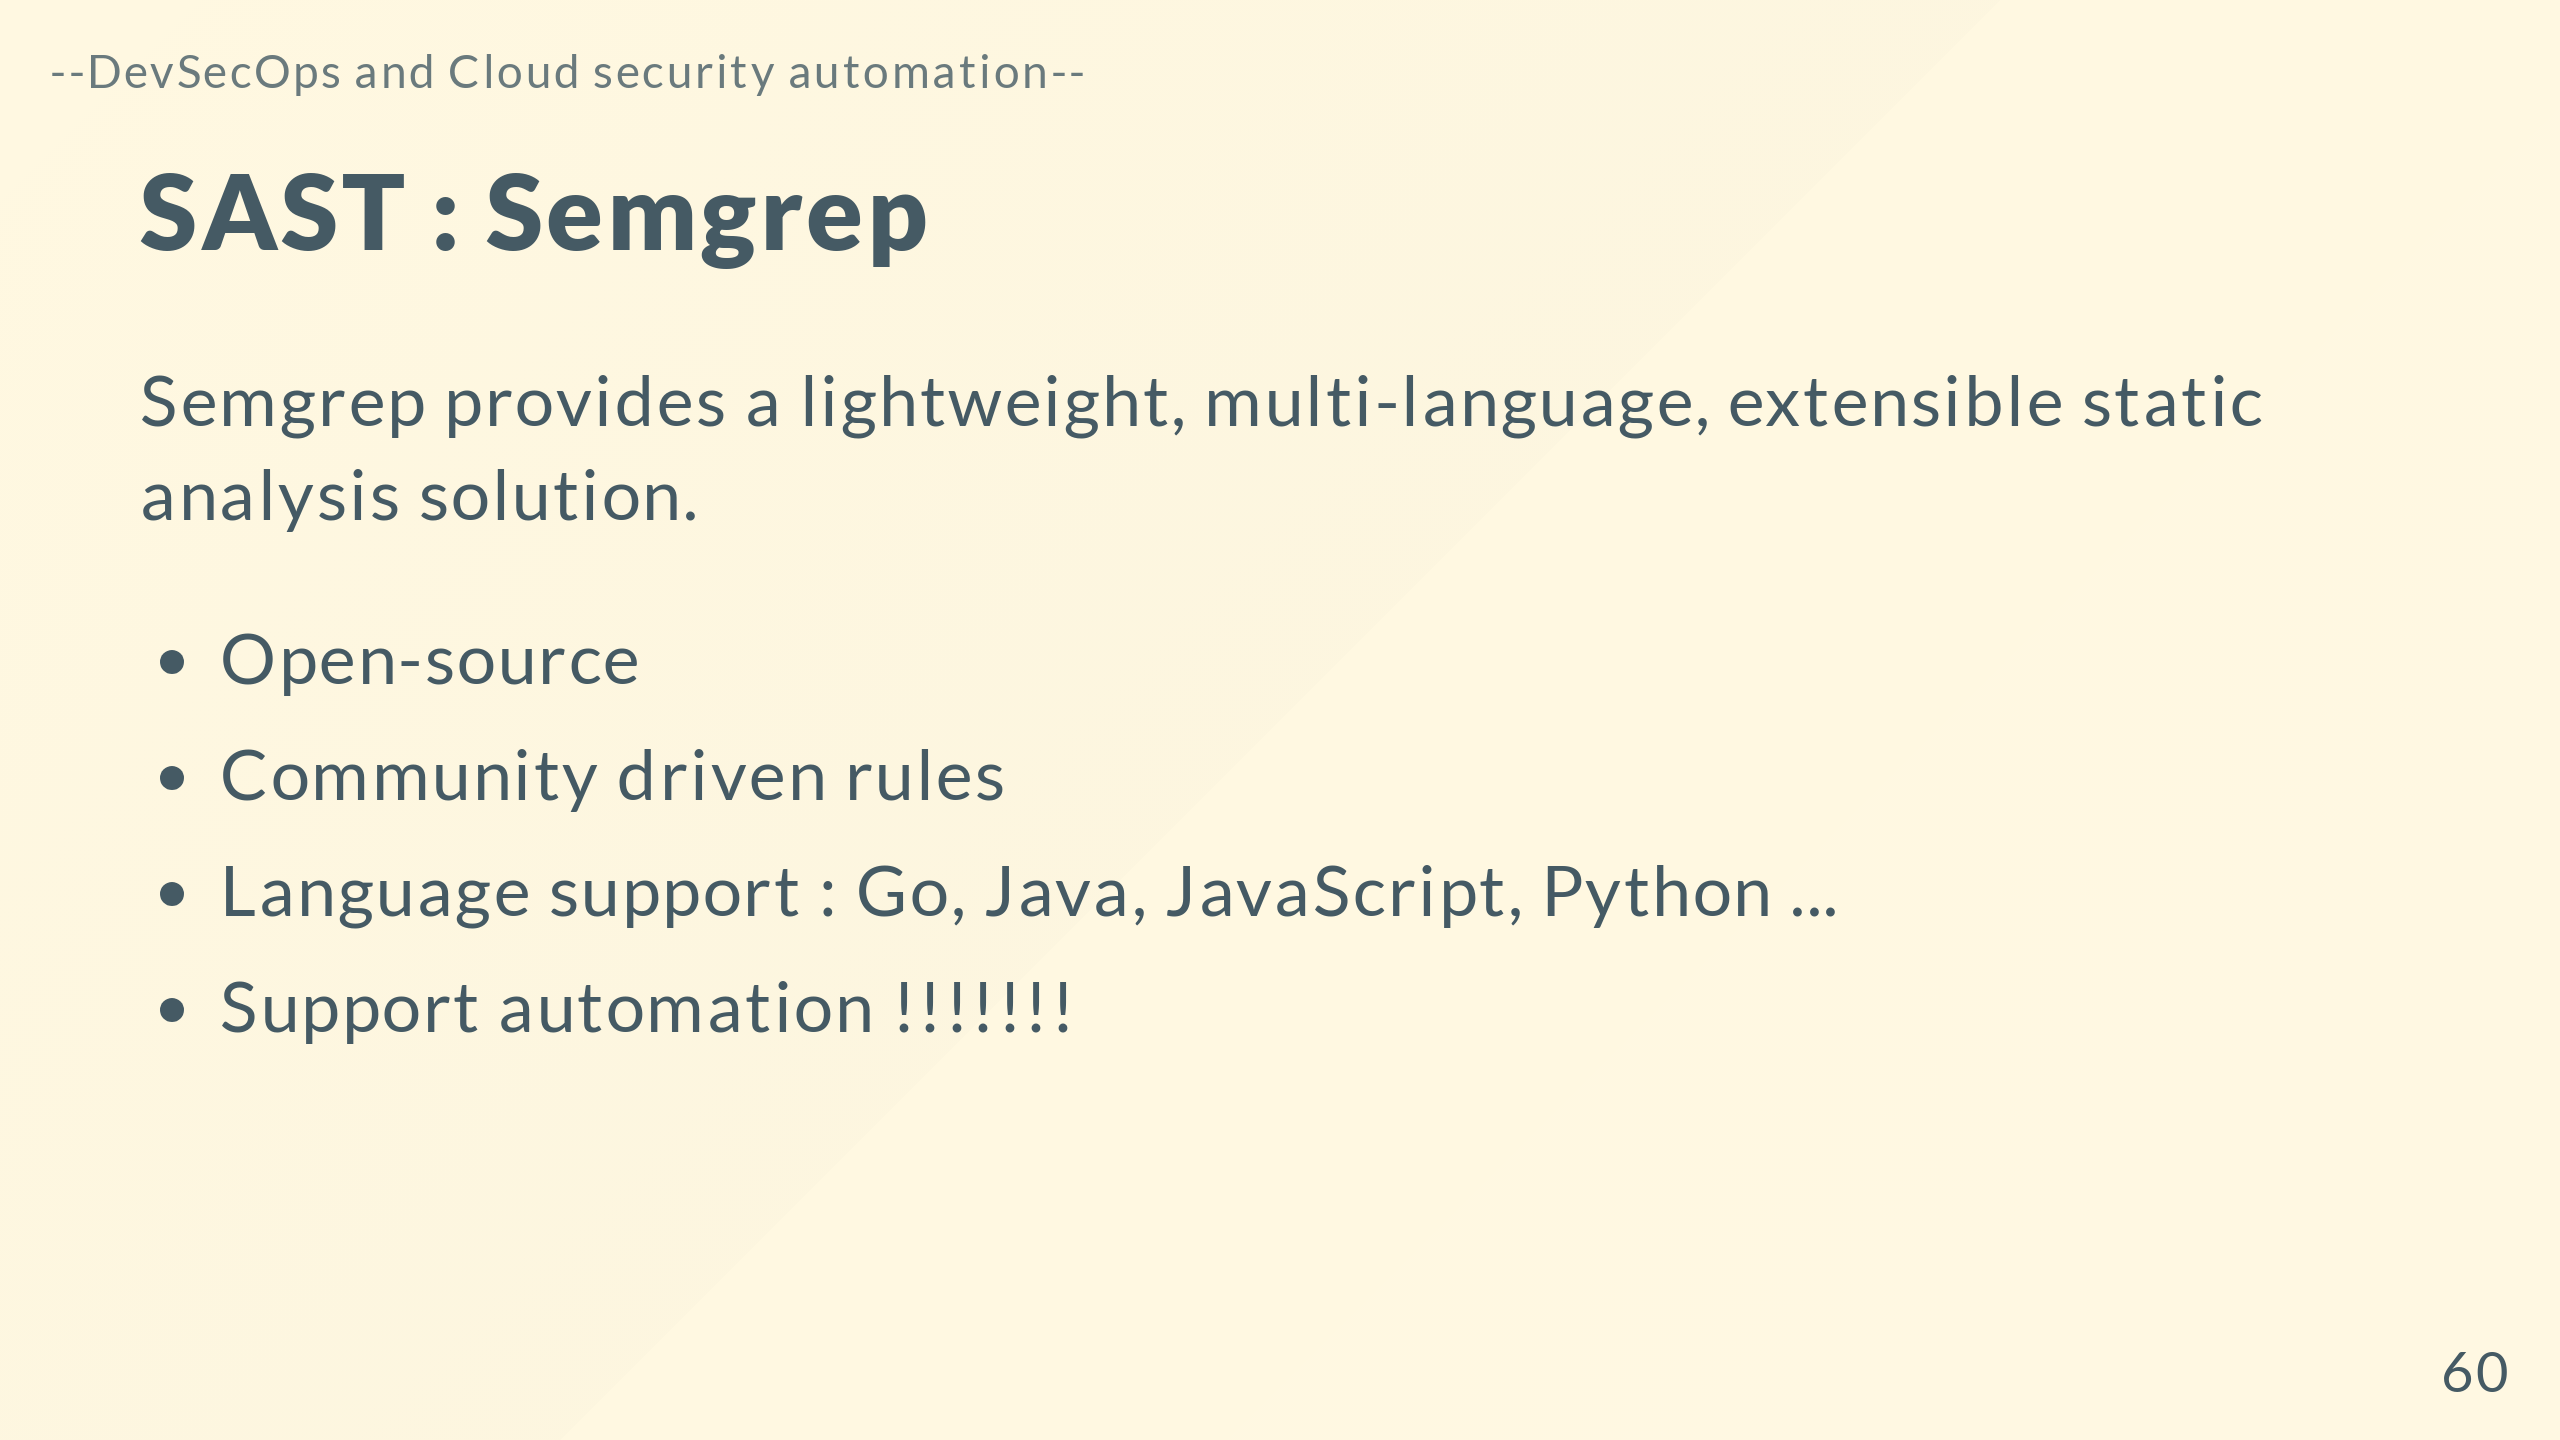 --DevSecOps and Cloud security automation--
SAST : Semgrep
Semgrep provides a lightweight, multi-language, extensible static
analysis solution.
• Open-source
• Community driven rules
• Language support : Go, Java, JavaScript, Python ...
• Support automation !!!!!!!
60